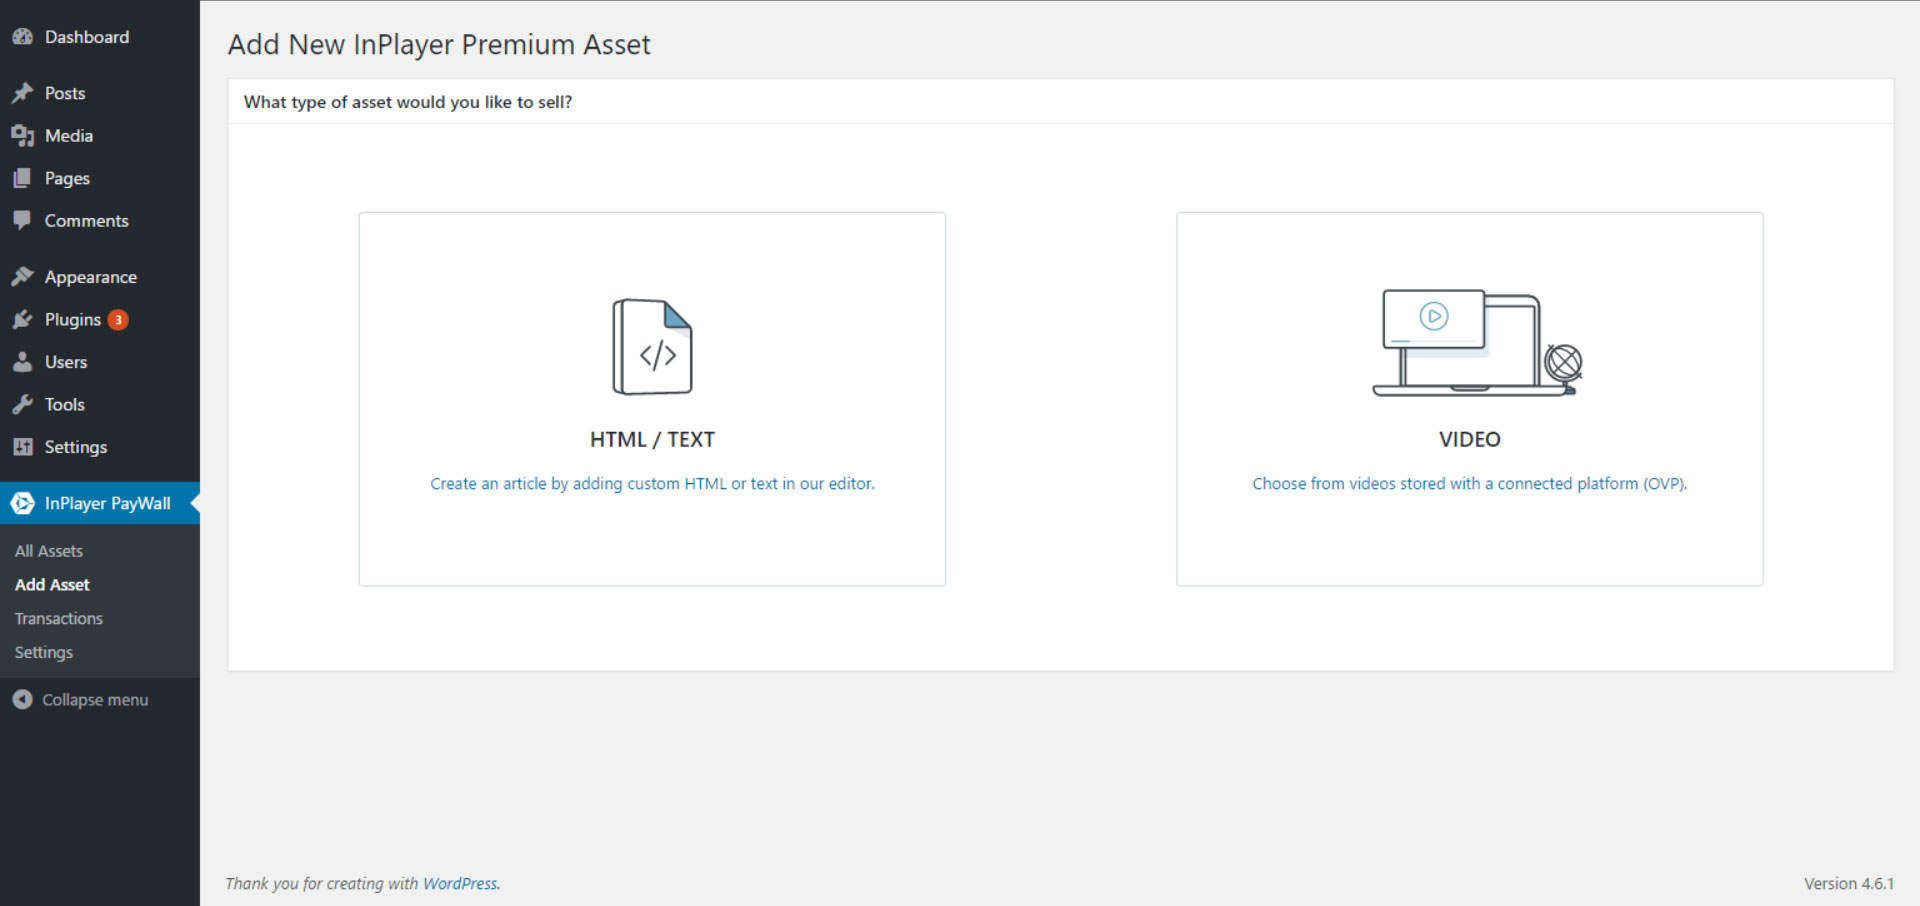 Dashboard
Posts
Media
Pages
Comments
Appearance
Plugins 3
Users
Tools
Settings
InPlayer PayWall
All Assets
Add Asset
Transactions
Settings
Collapse menu
Add New InPlayer Premium Asset
What type of asset would you like to sell?
</>
HTML / TEXT
Create an article by adding custom HTML or text in our editor.
VIDEO
Choose from videos stored with a connected platform (OVP).
Thank you for creating with WordPress.
Version 4.6.1